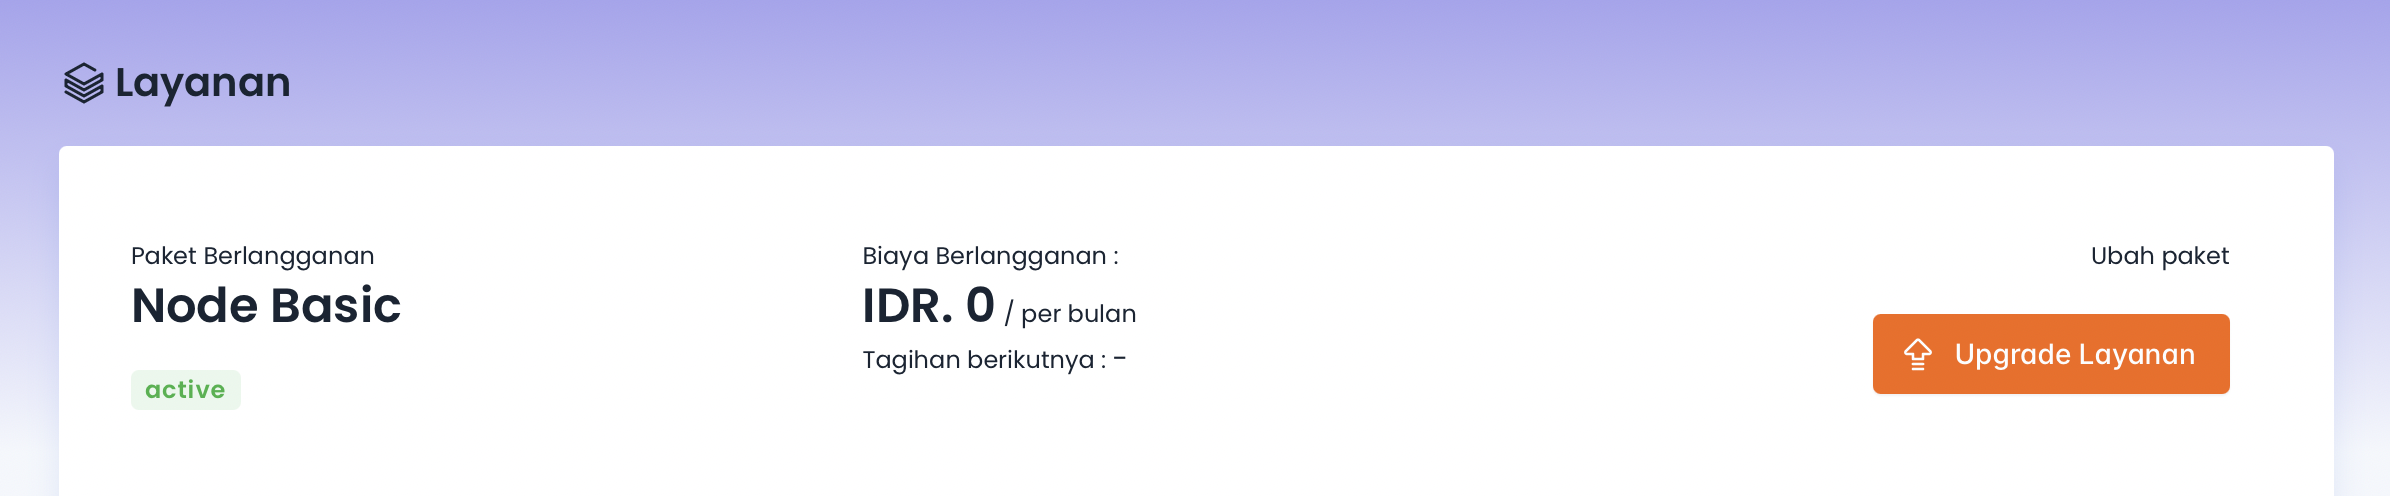 Layanan
Paket Berlangganan
Node Basic
active
Biaya Berlangganan :
IDR. 0 / per bulan
Tagihan berikutnya : -
Ubah paket
Upgrade Layanan